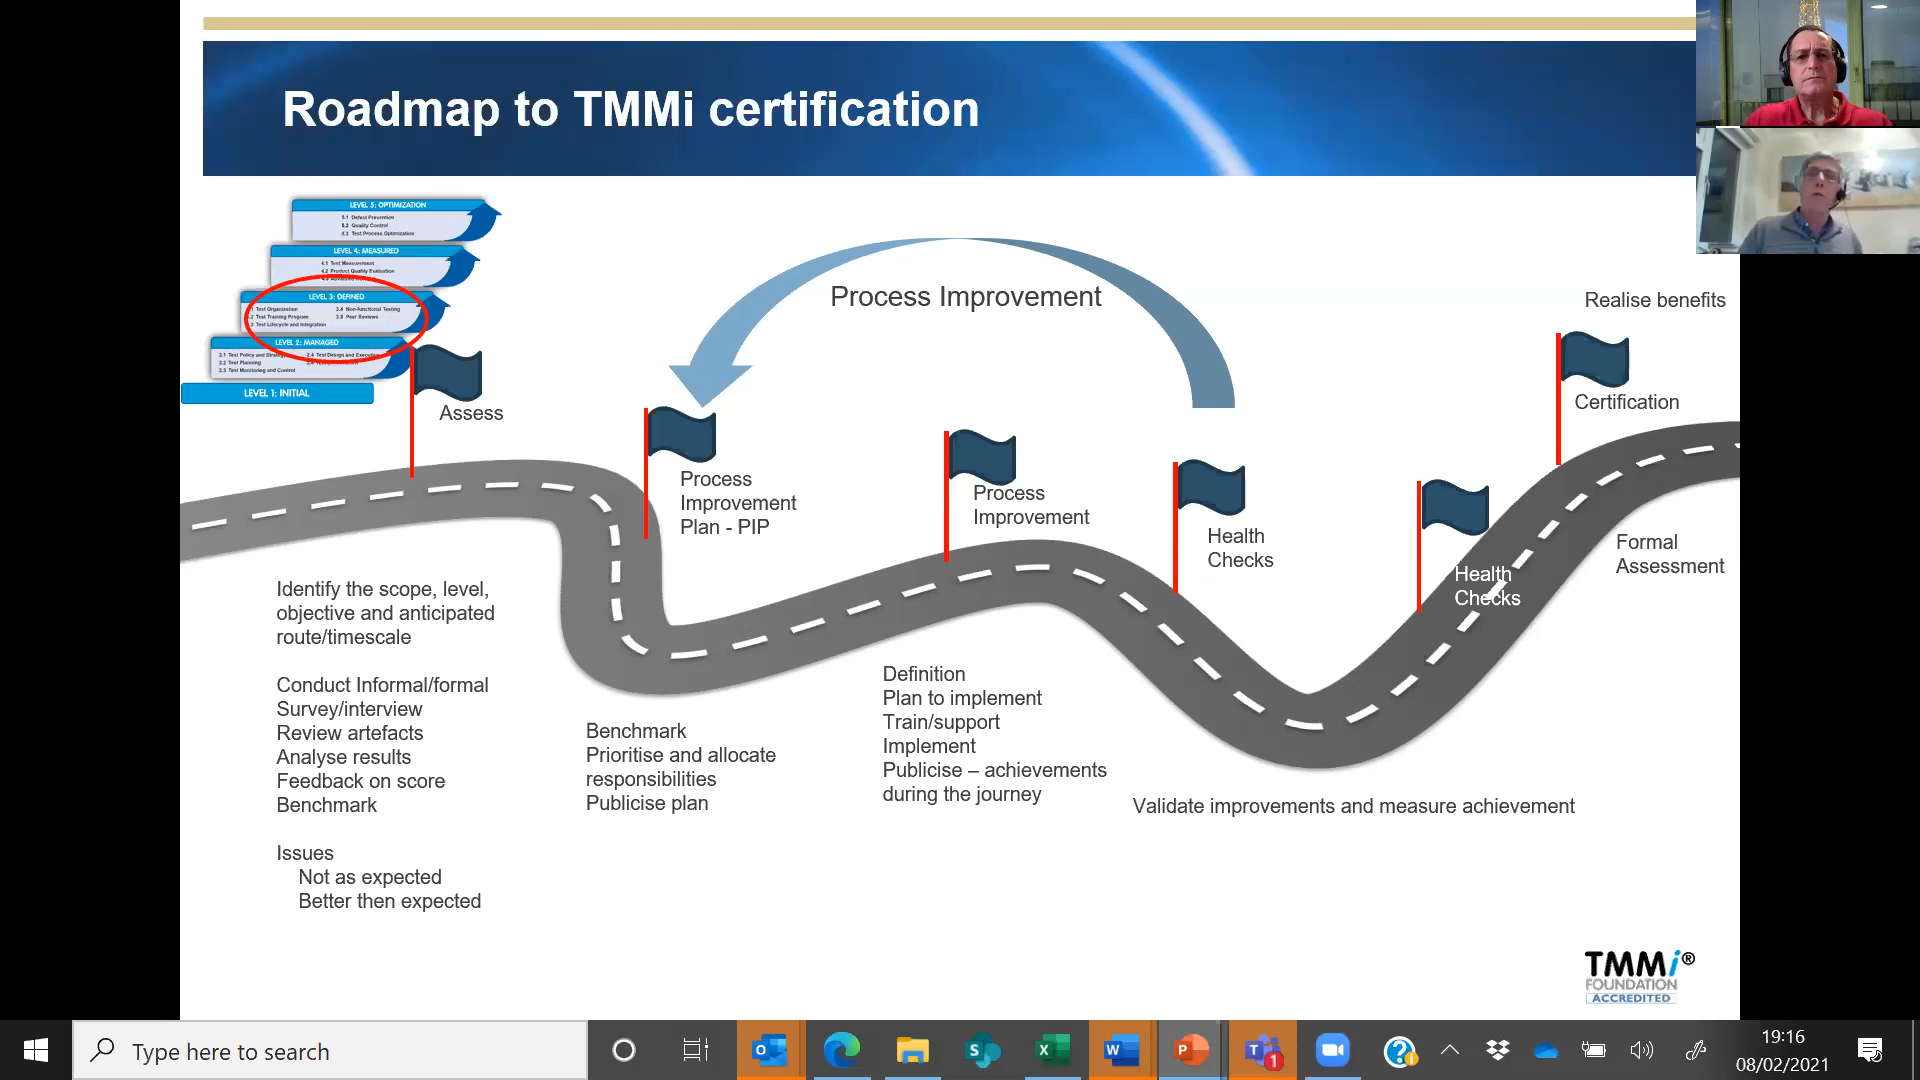 Roadmap to TMMi certification
LEVEL 5: OPTIMIZATION
5.1 Defect Prevention
5.2 Quality Control
5.3 Test Process Optimization
LEVEL 4: MEASURED
4.1 Test Measurement
4.2 Product Quality Evaluation
LEVEL 3: DEFINED
Test Organization
3.4 Non-functional Testing
Test Training Program
3.5 Peer Reviews
Test Lifecycle and Integration
LEVEL 2: MANAGED
2.1 Test Policy and Strategy
2.4 Test Design and Execution
2.2 Test Planning
2.3 Test Monitoring and Control
LEVEL 1: INITIAL
Assess
Process Improvement
Realise benefits
Certification
Process
Improvement
Plan - PIP
Process
Improvement
Health
Checks
Health
Checks
Formal
Assessment
Identify the scope, level,
objective and anticipated
route/timescale
Conduct Informal/formal
Survey/interview
Review artefacts
Analyse results
Feedback on score
Benchmark
Issues
Not as expected
Better then expected
Benchmark
Prioritise and allocate
responsibilities
Publicise plan
Definition
Plan to implement
Train/support
Implement
Publicise – achievements
during the journey
Validate improvements and measure achievement
TMMi®
FOUNDATION
ACCREDITED
Type here to search
19:16
08/02/2021